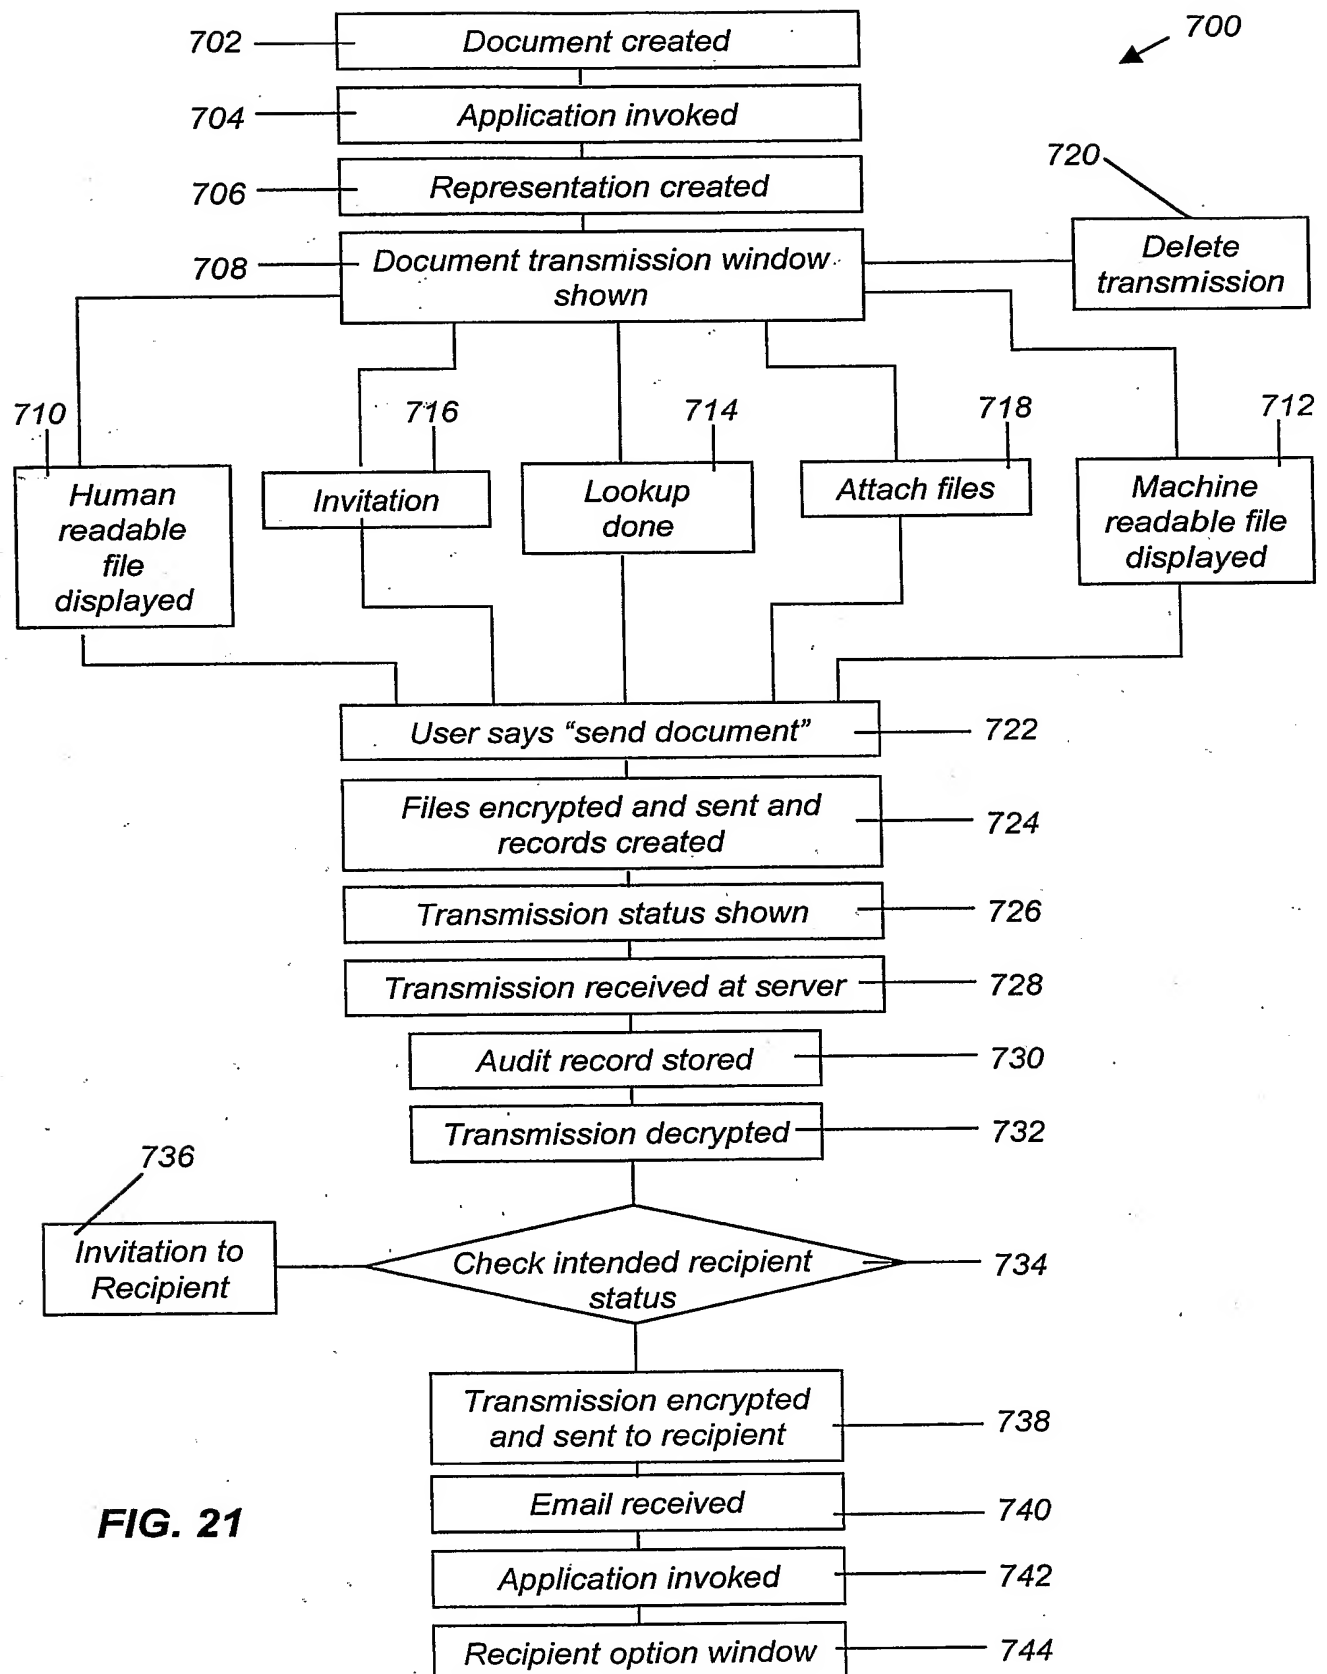 702
Document created
700
704
Application invoked
720
706
Representation created
708
Document transmission window
shown
Delete
transmission
710
716
714
718
712
Human
readable
file
displayed
Invitation
Lookup
done
Attach files
Machine
readable file
displayed
User says “send document”
722
Files encrypted and sent and
records created
724
Transmission status shown
726
Transmission received at server
728
Audit record stored
730
Transmission decrypted
732
736
Invitation to
Recipient
Check intended recipient
status
734
Transmission encrypted
and sent to recipient
738
Email received
740
Application invoked
742
Recipient option window
744
FIG. 21